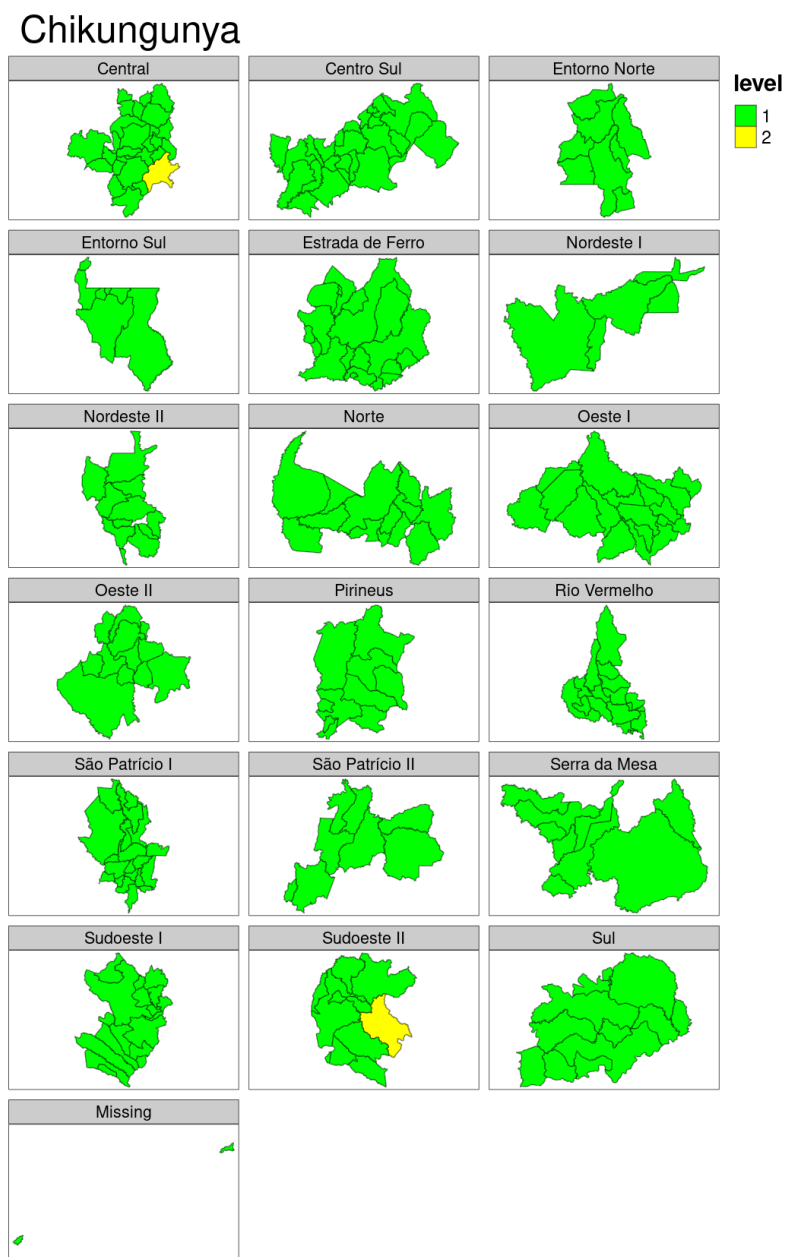 Chikungunya
Central
Centro Sul
Entorno Norte
level
1
2
Entorno Sul
Estrada de Ferro
Nordeste I
Nordeste II
Norte
Oeste I
Oeste II
Pirineus
Rio Vermelho
São Patrício I
São Patrício II
Serra da Mesa
Sudoeste I
Sudoeste II
Sul
Missing